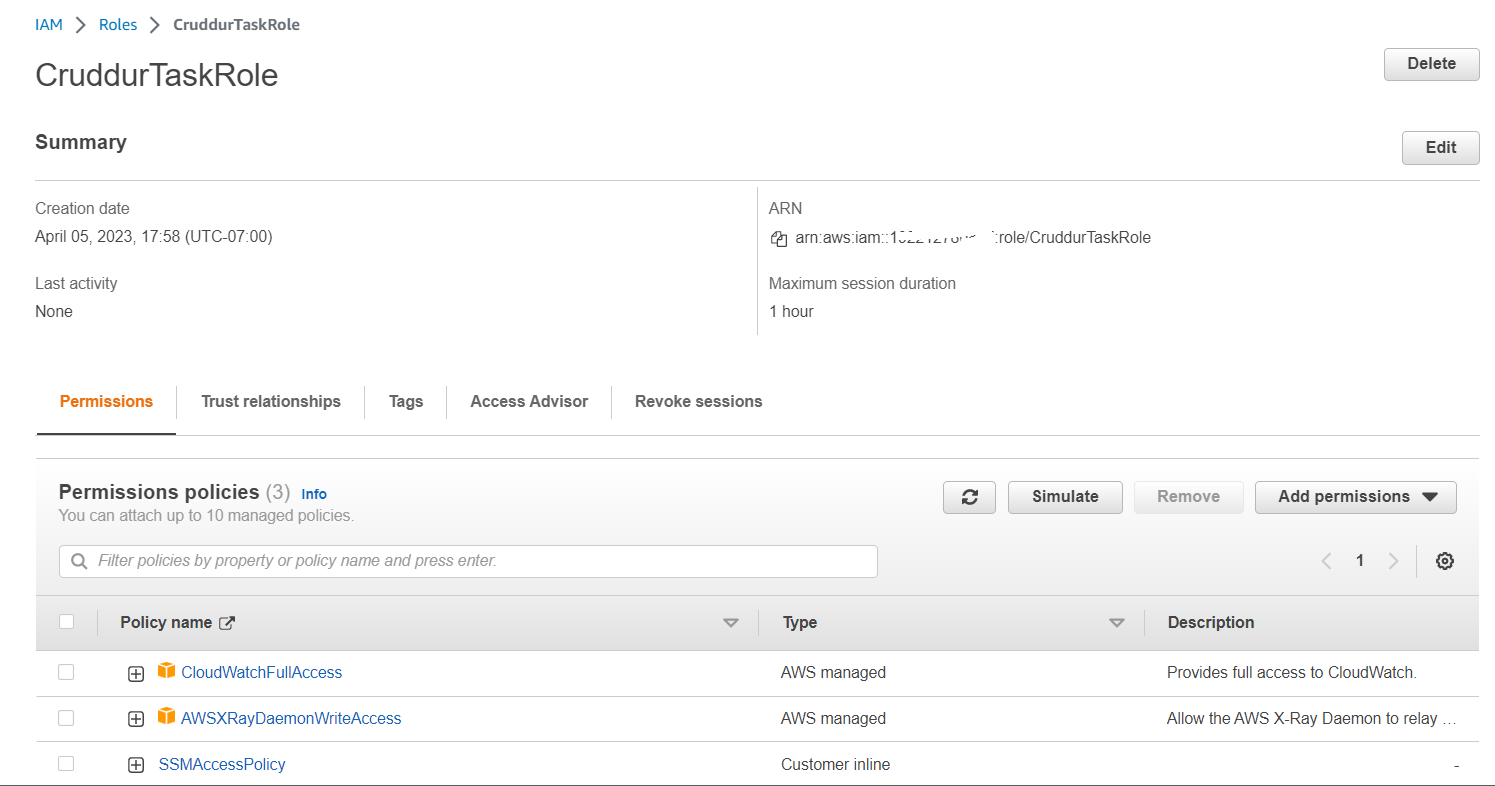 IAM > Roles > CruddurTaskRole
CruddurTaskRole
Delete
Summary
Edit
Creation date
April 05, 2023, 17:58 (UTC-07:00)
ARN
arn:aws:iam:: :role/CruddurTaskRole
Last activity
None
Maximum session duration
1 hour
Permissions
Trust relationships
Tags
Access Advisor
Revoke sessions
Permissions policies (3) Info
You can attach up to 10 managed policies.
Simulate
Remove
Add permissions
Filter policies by property or policy name and press enter.
1
Policy name
Type
Description
CloudWatchFullAccess
AWS managed
Provides full access to CloudWatch.
AWSXRayDaemonWriteAccess
AWS managed
Allow the AWS X-Ray Daemon to relay …
SSMAccessPolicy
Customer inline
-